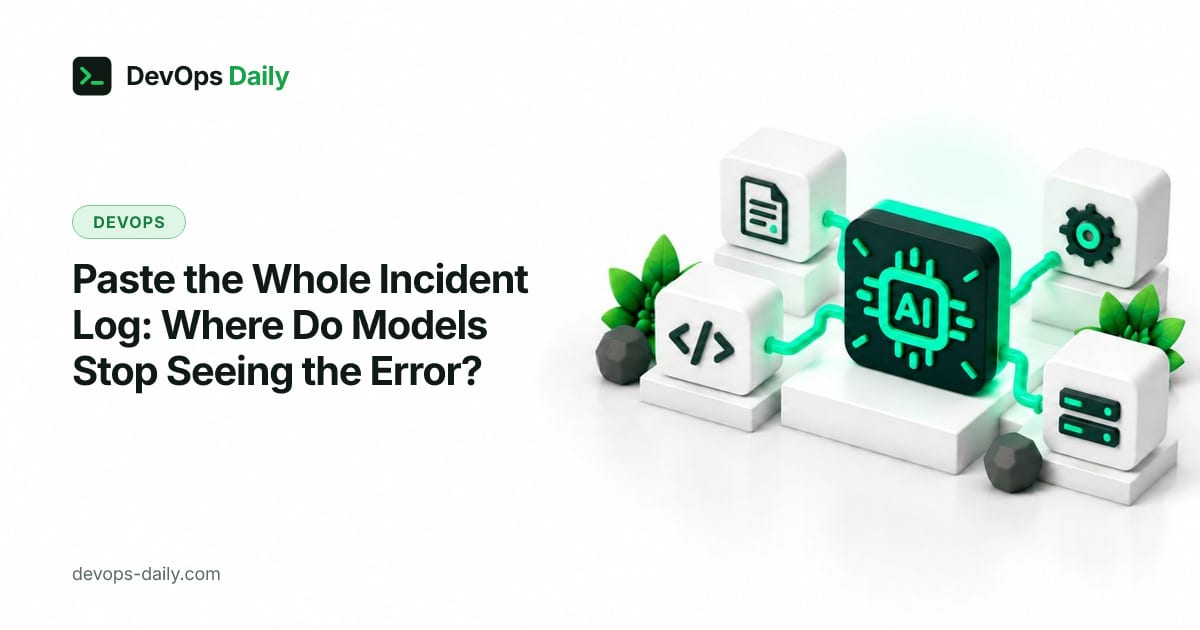 DevOps Daily
DEVOPS
Paste the Whole Incident
Log: Where Do Models
Stop Seeing the Error?
AI
devops-daily.com